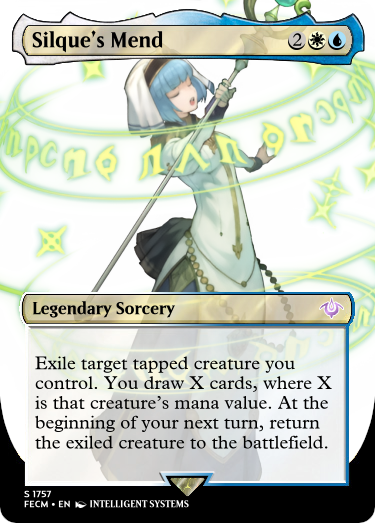 Silque's Mend 2
Legendary Sorcery
Exile target tapped creature you
control. You draw X cards, where X
is that creature's mana value. At the
beginning of your next turn, return
the exiled creature to the battlefield.
S 1757
FECM • EN INTELLIGENT SYSTEMS